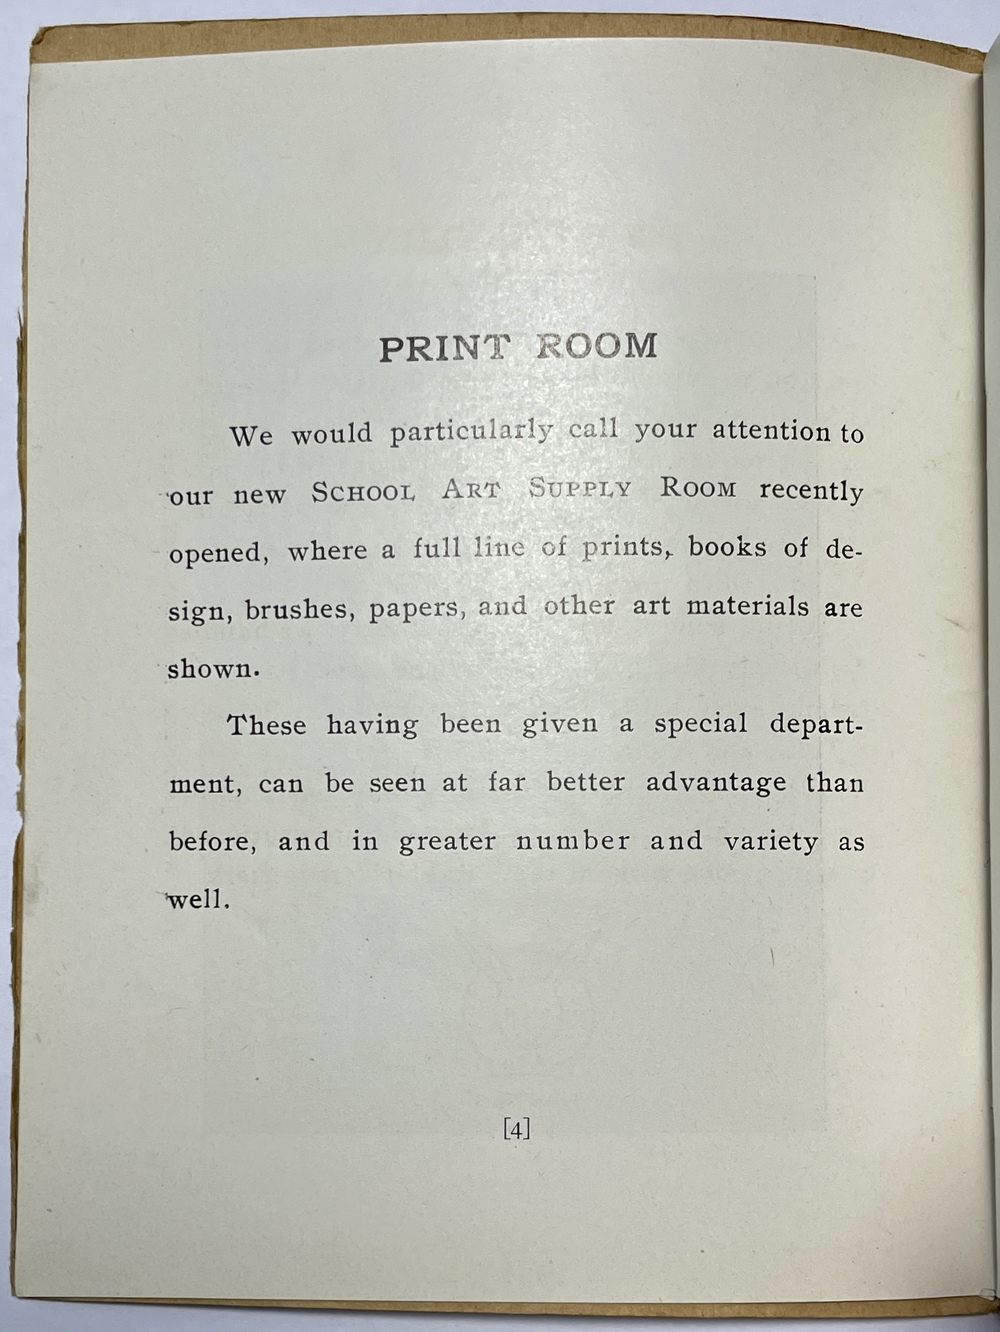 PRINT ROOM
We would particularly call your attention to
our new SCHOOL ART SUPPLY ROOM recently
opened, where a full line of prints, books of de-
sign, brushes, papers, and other art materials are
shown.
These having been given a special depart-
ment, can be seen at far better advantage than
before, and in greater number and variety as
well.
[4]